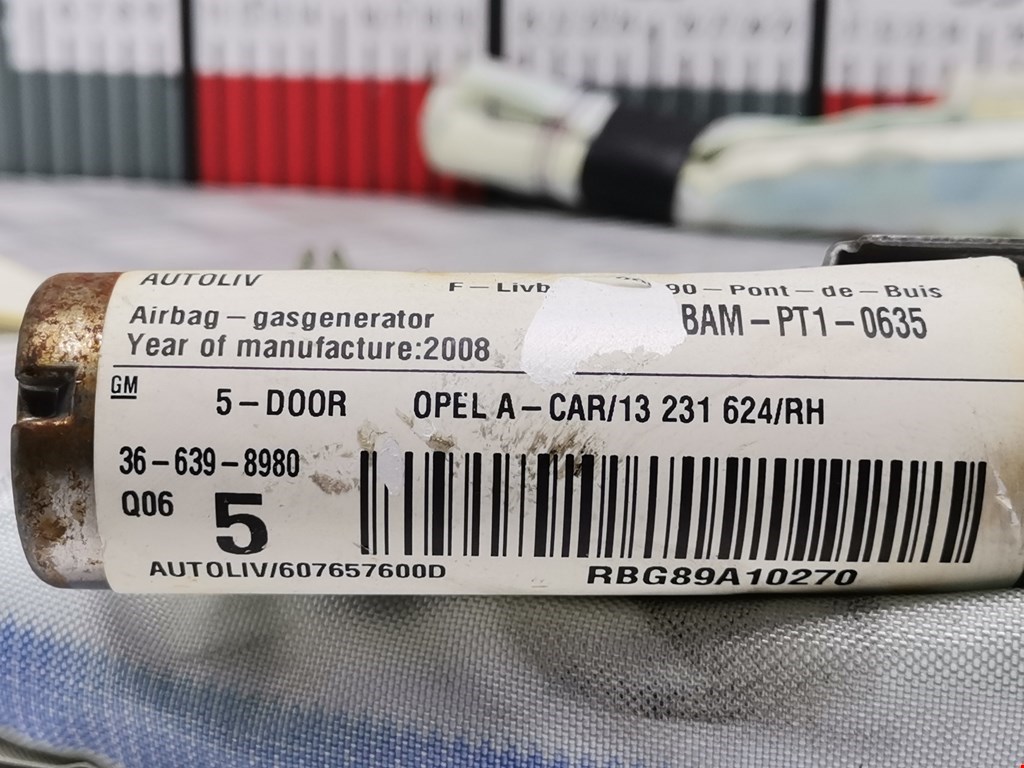 AUTOLIV F-Livb 90-Pont-de-Buis
Airbag-gasgenerator BAM-PT1-0635
Year of manufacture:2008
GM 5-DOOR OPEL A-CAR/13 231 624/RH
36-639-8980
Q06 5
AUTOLIV/607657600D RBG89A10270